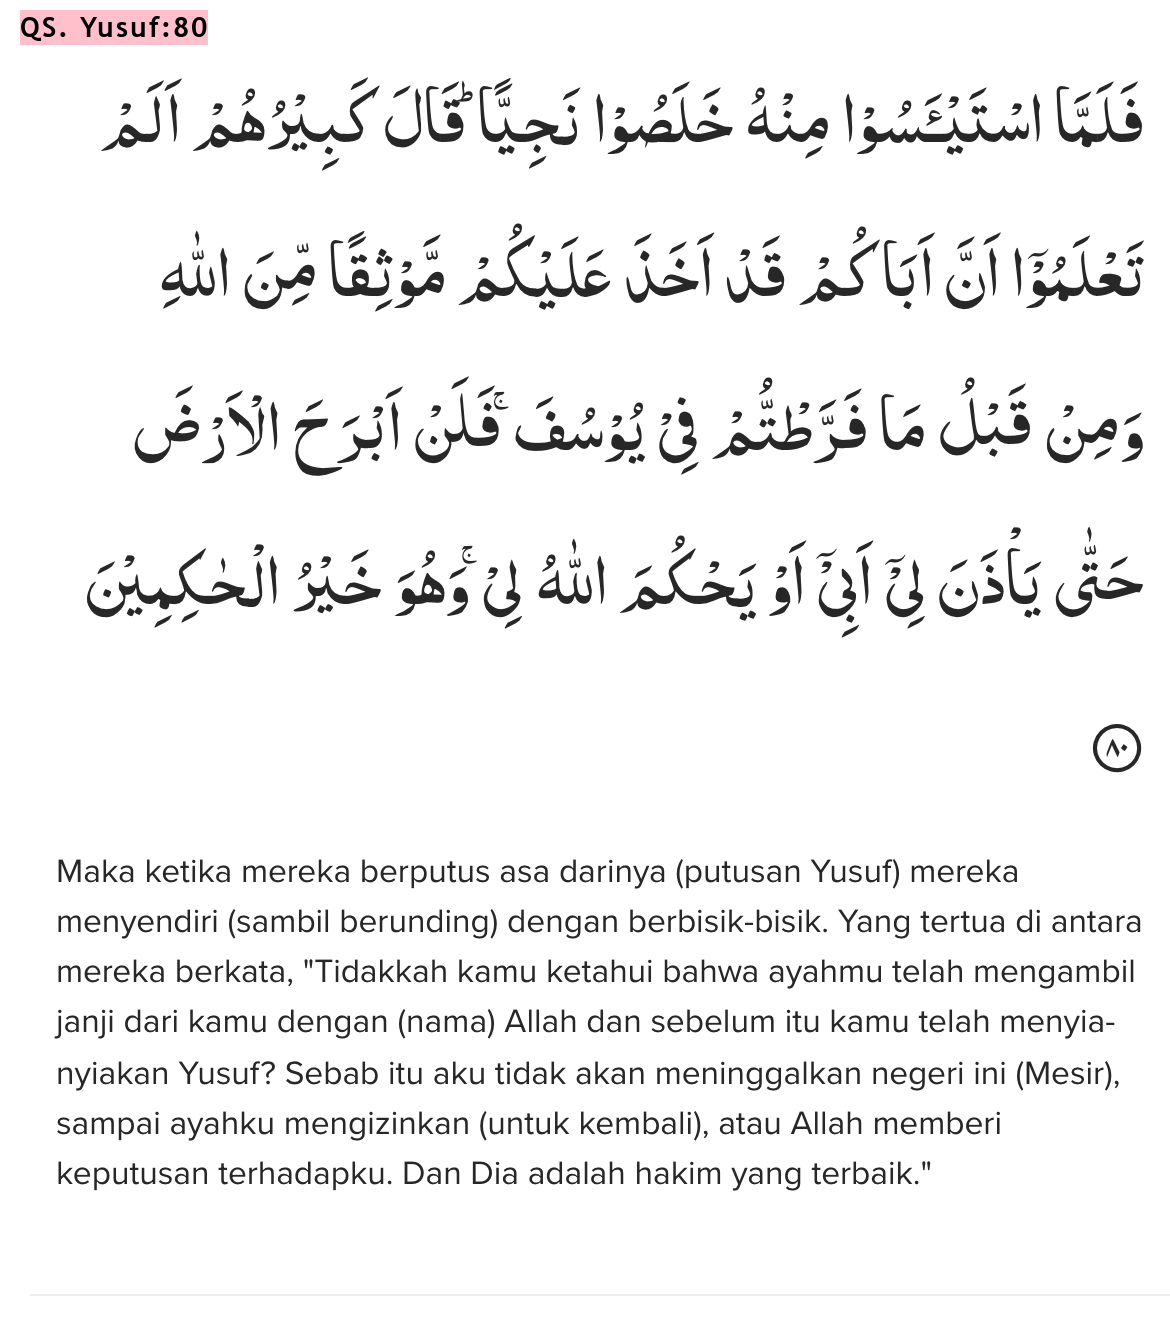 QS. Yusuf:80
فَلَمَّا اسْتَيْـَٔسُوْا مِنْهُ خَلَصُوْا نَجِيًّاۗ قَالَ كَبِيْرُهُمْ اَلَمْ
تَعْلَمُوْٓا اَنَّ اَبَاكُمْ قَدْ اَخَذَ عَلَيْكُمْ مَّوْثِقًا مِّنَ اللّٰهِ
وَمِنْ قَبْلُ مَا فَرَّطْتُّمْ فِيْ يُوْسُفَ ۚفَلَنْ اَبْرَحَ الْاَرْضَ
حَتّٰى يَأْذَنَ لِيْٓ اَبِيْٓ اَوْ يَحْكُمَ اللّٰهُ لِيْۚ وَهُوَ خَيْرُ الْحٰكِمِيْنَ
٨٠
Maka ketika mereka berputus asa darinya (putusan Yusuf) mereka
menyendiri (sambil berunding) dengan berbisik-bisik. Yang tertua di antara
mereka berkata, "Tidakkah kamu ketahui bahwa ayahmu telah mengambil
janji dari kamu dengan (nama) Allah dan sebelum itu kamu telah menyia-
nyiakan Yusuf? Sebab itu aku tidak akan meninggalkan negeri ini (Mesir),
sampai ayahku mengizinkan (untuk kembali), atau Allah memberi
keputusan terhadapku. Dan Dia adalah hakim yang terbaik."